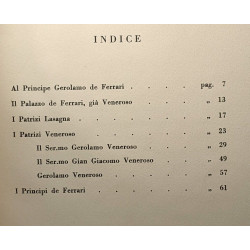 INDICE
Al Principe Gerolamo de Ferrari . . . . . pag. 7
Il Palazzo de Ferrari, già Veneroso . . . . „ 13
I Patrizi Lasagna . . . . . . . „ 17
I Patrizi Veneroso . . . . . . . „ 23
Il Ser.mo Gerolamo Veneroso . . . . „ 29
Il Ser.mo Gian Giacomo Veneroso . . . „ 49
Gerolamo Veneroso . . . . . . „ 57
I Principi de Ferrari . . . . . . „ 61